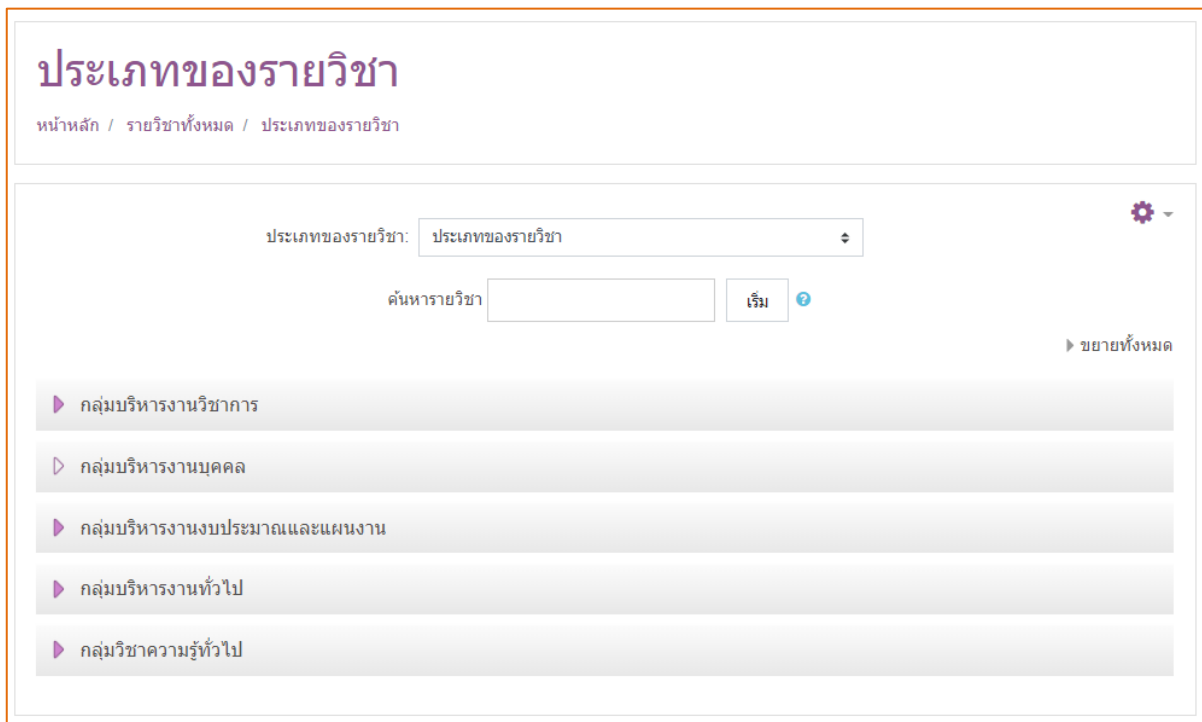 ประเภทของรายวิชา
หน้าหลัก / รายวิชาทั้งหมด / ประเภทของรายวิชา
ประเภทของรายวิชา: ประเภทของรายวิชา
ค้นหารายวิชา เริ่ม
ขยายทั้งหมด
กลุ่มบริหารงานวิชาการ
กลุ่มบริหารงานบุคคล
กลุ่มบริหารงานงบประมาณและแผนงาน
กลุ่มบริหารงานทั่วไป
กลุ่มวิชาความรู้ทั่วไป